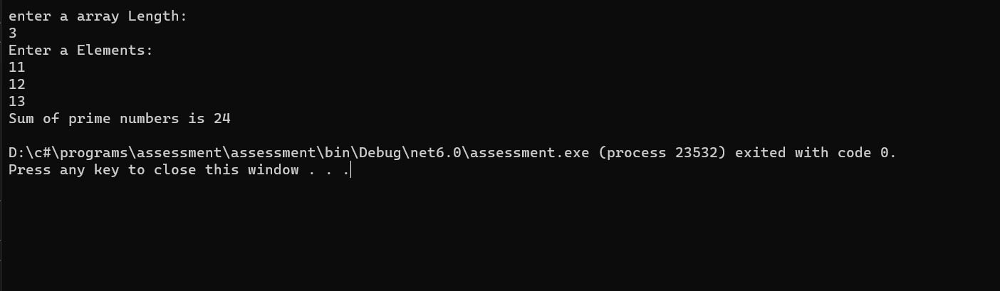 enter a array Length:
3
Enter a Elements:
11
12
13
Sum of prime numbers is 24
D:\c#\programs\assessment\assessment\bin\Debug\net6.0\assessment.exe (process 23532) exited with code 0.
Press any key to close this window . . .